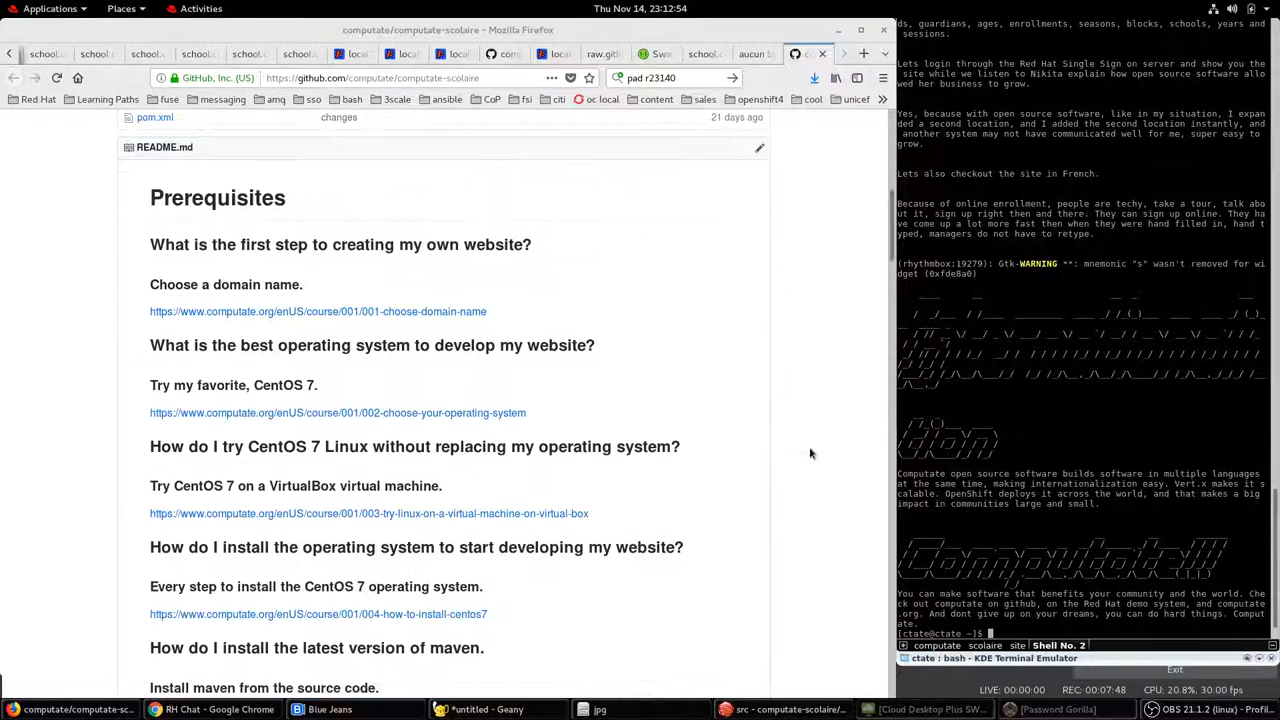 Applications
Places
Activities
Thu Nov 14, 23:12:54
computate/computate-scolaire - Mozilla Firefox
school.
school.
school.
school.
school.
loca
loca
com
loca
raw.gith
Swa
school.c
aucun b
GitHub, Inc. (US)
https://github.com/computate/computate-scolaire
pad r23140
Red Hat
Learning Paths
fuse
messaging
amq
sso
bash
3scale
ansible
CoP
fsi
citi
oc local
content
sales
openshift4
cool
unicef
pom.xml
changes
21 days ago
README.md
Prerequisites
What is the first step to creating my own website?
Choose a domain name.
https://www.computate.org/enUS/course/001/001-choose-domain-name
What is the best operating system to develop my website?
Try my favorite, CentOS 7.
https://www.computate.org/enUS/course/001/002-choose-your-operating-system
How do I try CentOS 7 Linux without replacing my operating system?
Try CentOS 7 on a VirtualBox virtual machine.
https://www.computate.org/enUS/course/001/003-try-linux-on-a-virtual-machine-on-virtual-box
How do I install the operating system to start developing my website?
Every step to install the CentOS 7 operating system.
https://www.computate.org/enUS/course/001/004-how-to-install-centos7
How do I install the latest version of maven.
Install maven from the source code.
ds, guardians, ages, enrollments, seasons, blocks, schools, years and
sessions.
Lets login through the Red Hat Single Sign on server and show you the
site while we listen to Nikita explain how open source software allo
wed her business to grow.
Yes, because with open source software, like in my situation, I expan
ded a second location, and I added the second location instantly, and
another system may not have communicated well for me, super easy to
grow.
Lets also checkout the site in French.
Because of online enrollment, people are techy, take a tour, talk abo
ut it, sign up right then and there. They can sign up online. They ha
ve come up a lot more fast then when they were hand filled in, hand t
yped, managers do not have to retype.
(rhythmbox:19279): Gtk-WARNING **: mnemonic "s" wasn't removed for wi
dget (0xfde8a0)
Computate open source software builds software in multiple languages
at the same time, making internationalization easy. Vert.x makes it s
calable. OpenShift deploys it across the world, and that makes a big
impact in communities large and small.
You can make software that benefits your community and the world. Che
ck out computate on github, on the Red Hat demo system, and computate
.org. And dont give up on your dreams, you can do hard things. Comput
ate.
[ctate@ctate ~]$
computate
scolaire
site
Shell No. 2
ctate : bash - KDE Terminal Emulator
Exit
LIVE: 00:00:00
REC: 00:07:48
CPU: 20.8%, 30.00 fps
computate/computate-sc...
RH Chat - Google Chrome
Blue Jeans
*untitled - Geany
jpg
src - computate-scolaire/...
[Cloud Desktop Plus SW...
[Password Gorilla]
OBS 21.1.2 (linux) - Profil...